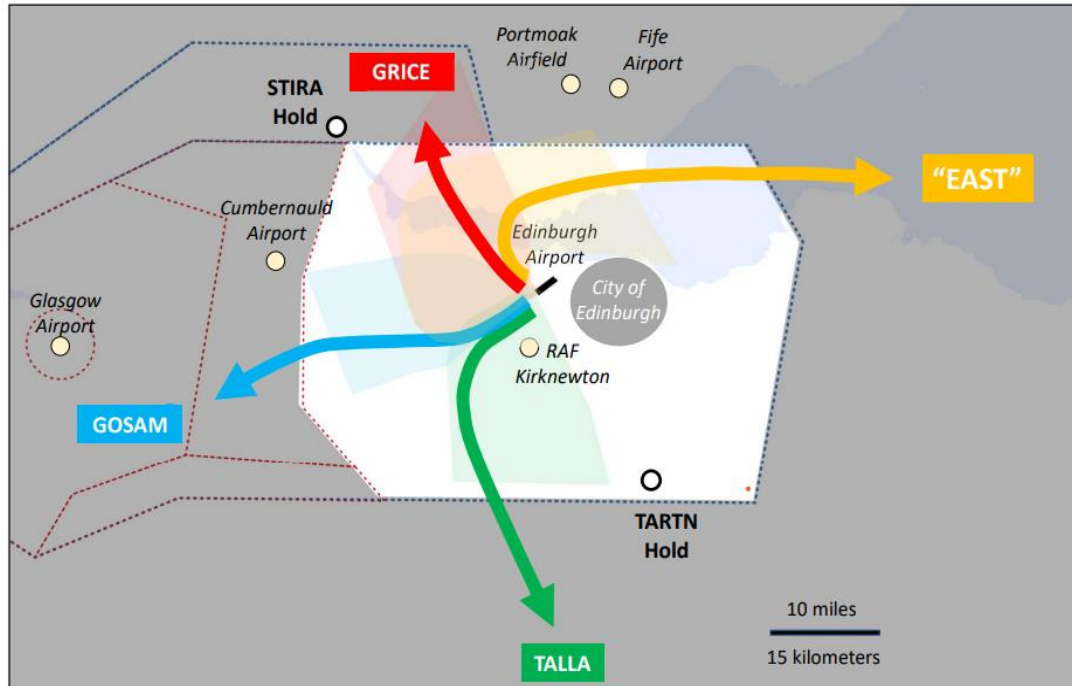 Portmoak
Airfield
Fife
Airport
GRICE
STIRA
Hold
"EAST"
Cumbernauld
Airport
Edinburgh
Airport
City of
Edinburgh
Glasgow
Airport
RAF
Kirknewton
GOSAM
TARTN
Hold
10 miles
15 kilometers
TALLA